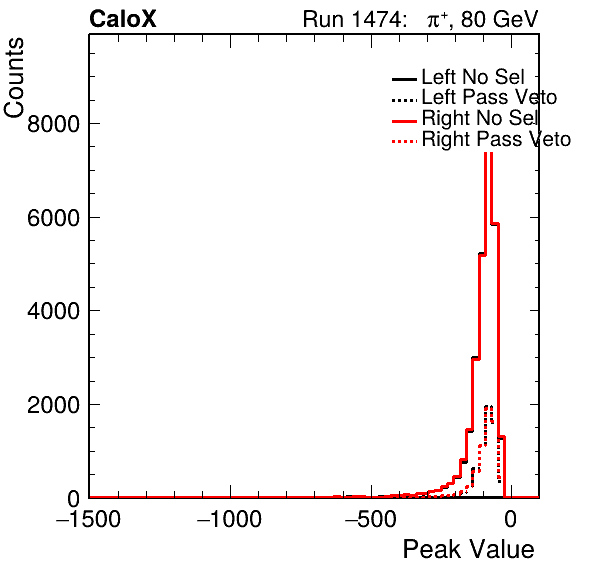 CaloX Run 1474: π⁺, 80 GeV
Counts
Left No Sel
Left Pass Veto
Right No Sel
Right Pass Veto
8000
6000
4000
2000
0
−1500 −1000 −500 0
Peak Value